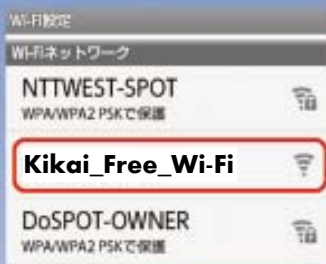 Wi-Fi設定
Wi-Fiネットワーク
NTTWEST-SPOT
WPA/WPA2 PSKで保護
Kikai_Free_Wi-Fi
DoSPOT-OWNER
WPA/WPA2 PSKで保護